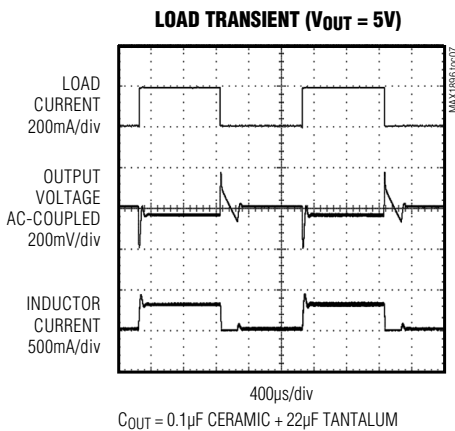 LOAD TRANSIENT (VOUT = 5V)
MAX1896toc07
LOAD
CURRENT
200mA/div
OUTPUT
VOLTAGE
AC-COUPLED
200mV/div
INDUCTOR
CURRENT
500mA/div
400µs/div
COUT = 0.1µF CERAMIC + 22µF TANTALUM